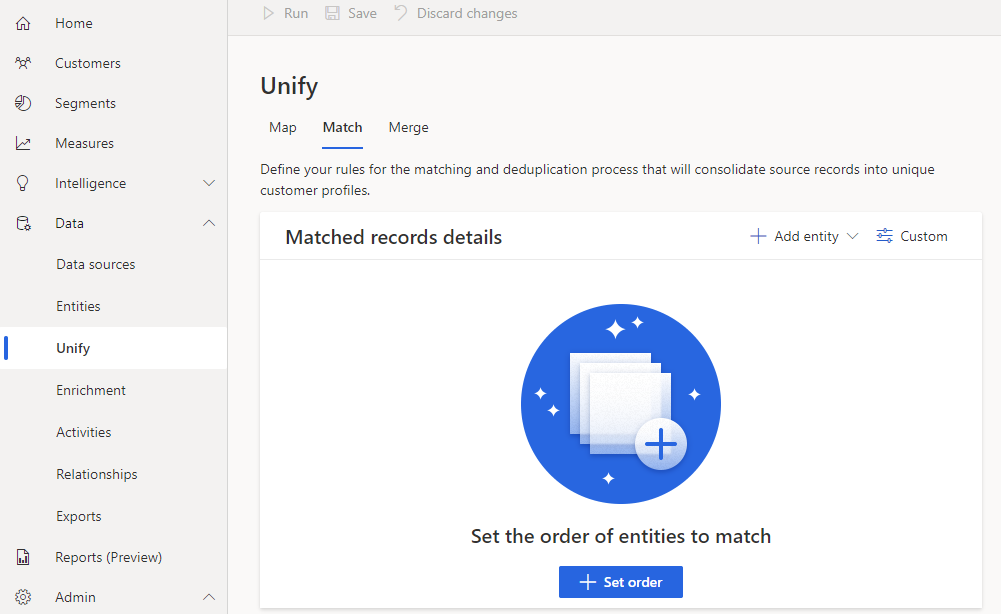 Run Save Discard changes
Home
Customers
Segments
Measures
Intelligence
Data
Data sources
Entities
Unify
Enrichment
Activities
Relationships
Exports
Reports (Preview)
Admin
Unify
Map Match Merge
Define your rules for the matching and deduplication process that will consolidate source records into unique
customer profiles.
Matched records details
Add entity Custom
Set the order of entities to match
Set order